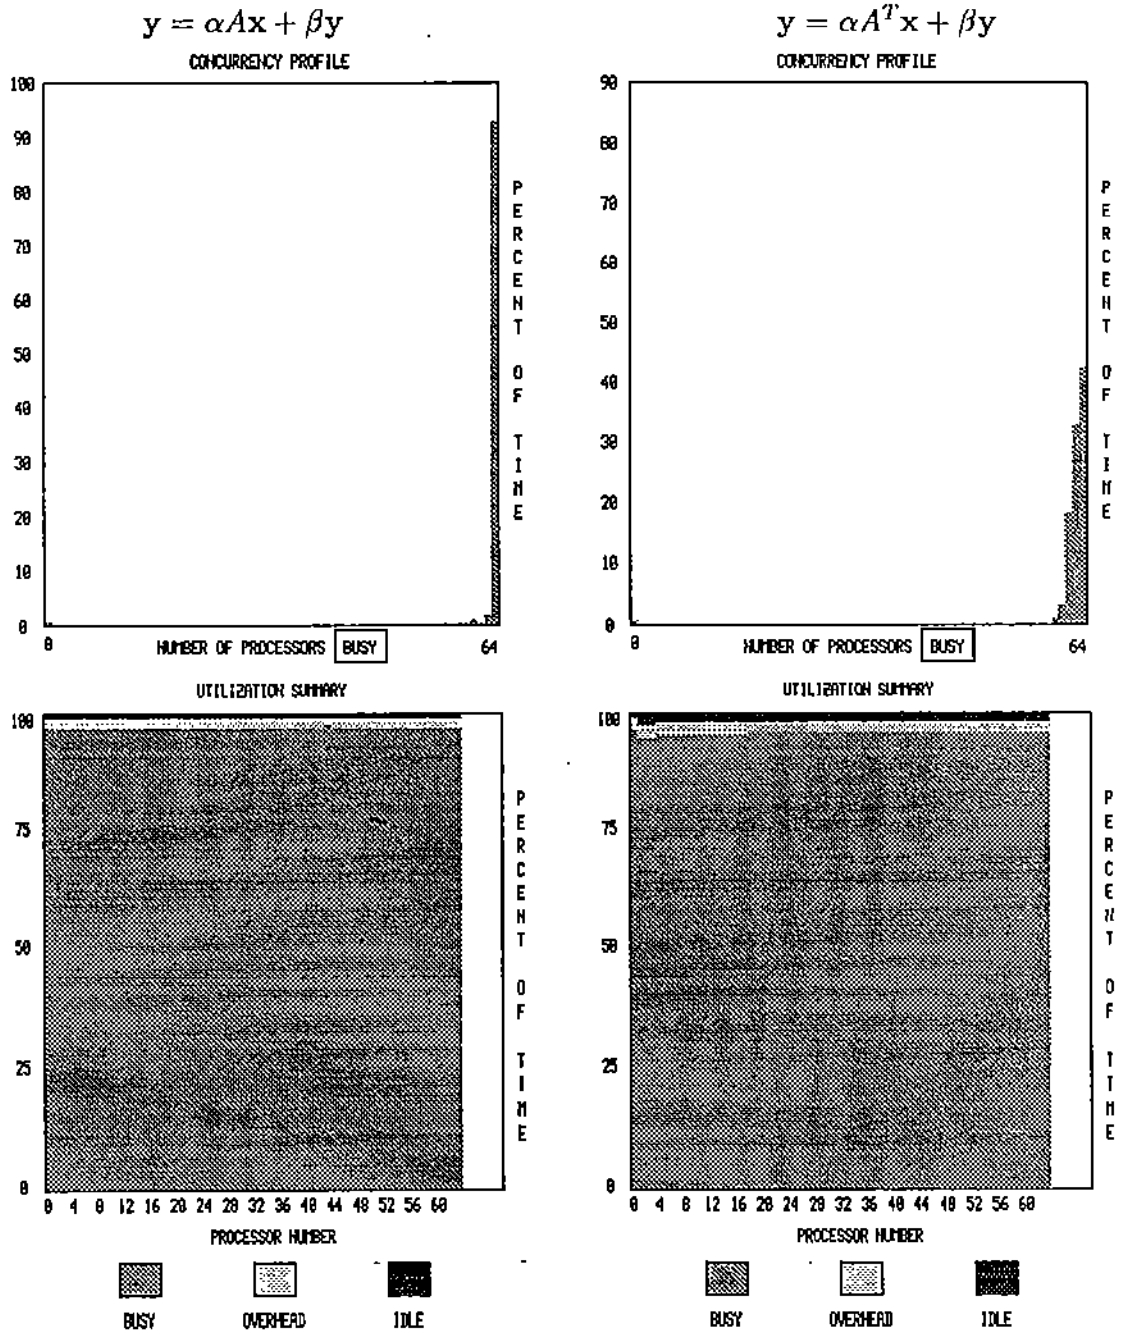 y = αAx + βy
CONCURRENCY PROFILE
100
90
80
70
60
50
40
30
20
10
0
0
64
NUMBER OF PROCESSORS BUSY
PERCENT OF TIME
UTILIZATION SUMMARY
100
75
50
25
0
0 4 8 12 16 20 24 28 32 36 40 44 48 52 56 60
PROCESSOR NUMBER
PERCENT OF TIME
BUSY OVERHEAD IDLE
y = αAᵀx + βy
CONCURRENCY PROFILE
90
80
70
60
50
40
30
20
10
0
0
64
NUMBER OF PROCESSORS BUSY
PERCENT OF TIME
UTILIZATION SUMMARY
100
75
50
25
0
0 4 8 12 16 20 24 28 32 36 40 44 48 52 56 60
PROCESSOR NUMBER
PERCENT OF TIME
BUSY OVERHEAD IDLE